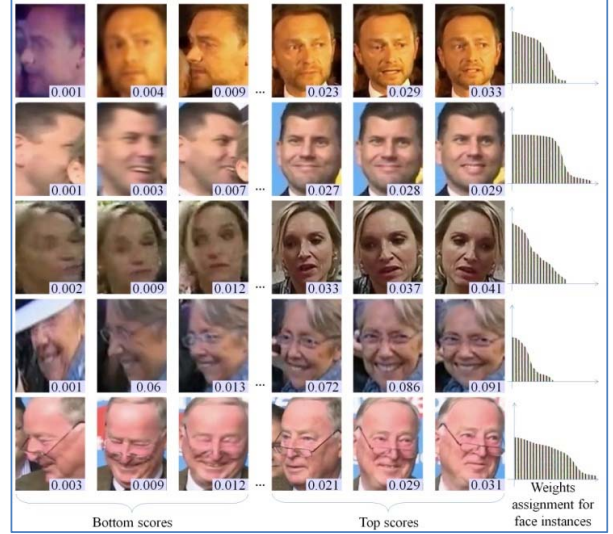 0.001 0.004 0.009 ... 0.023 0.029 0.033
0.001 0.003 0.007 ... 0.027 0.028 0.029
0.002 0.009 0.012 ... 0.033 0.037 0.041
0.001 0.06 0.013 ... 0.072 0.086 0.091
0.003 0.009 0.012 ... 0.021 0.029 0.031
Bottom scores
Top scores
Weights
assignment for
face instances